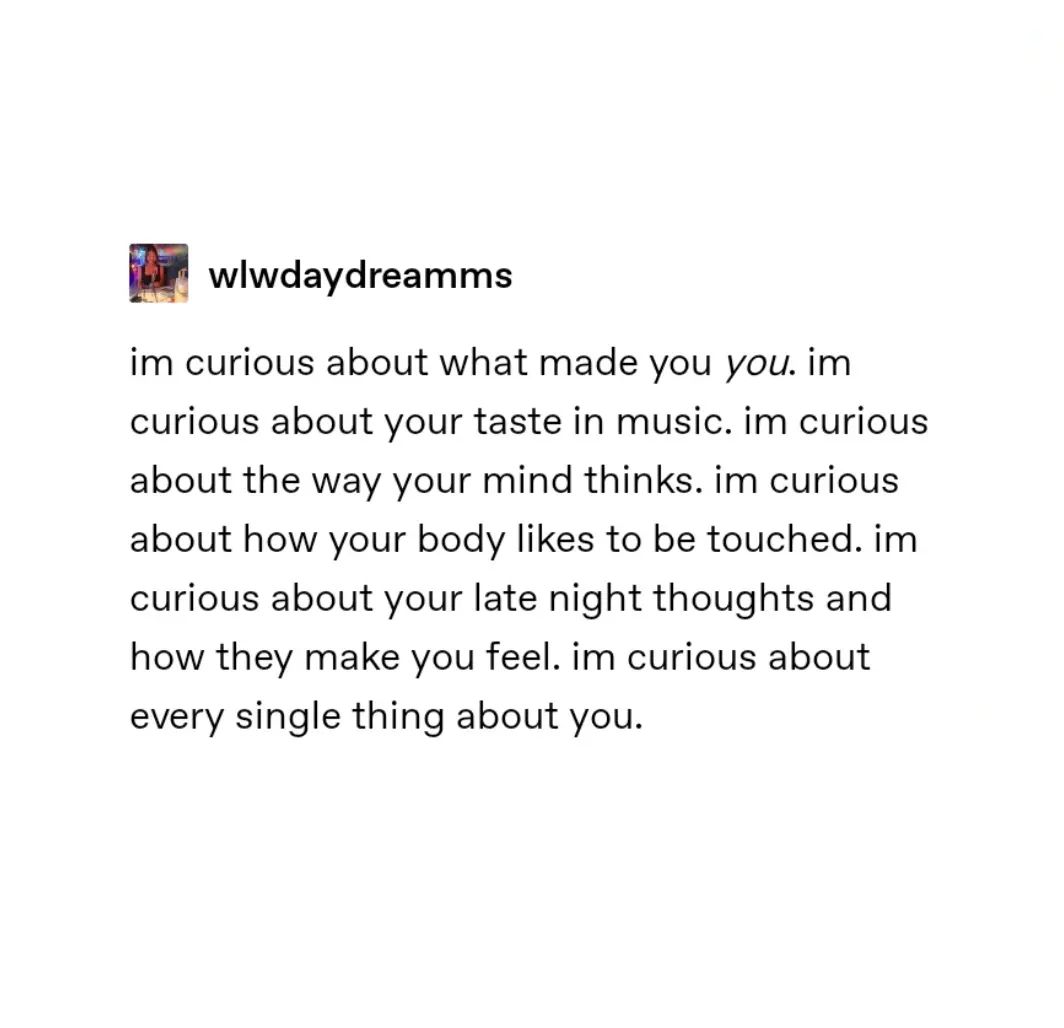 wlwdaydreamms
im curious about what made you you. im
curious about your taste in music. im curious
about the way your mind thinks. im curious
about how your body likes to be touched. im
curious about your late night thoughts and
how they make you feel. im curious about
every single thing about you.